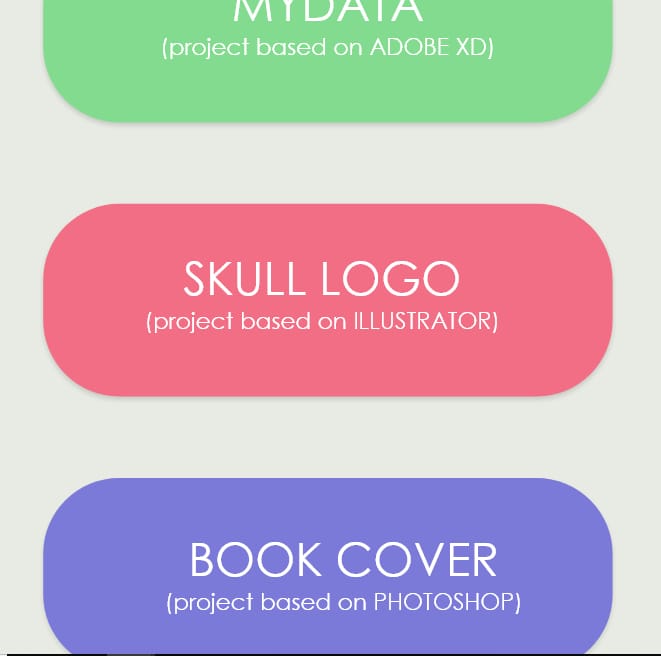 MYDATA
(project based on ADOBE XD)
SKULL LOGO
(project based on ILLUSTRATOR)
BOOK COVER
(project based on PHOTOSHOP)